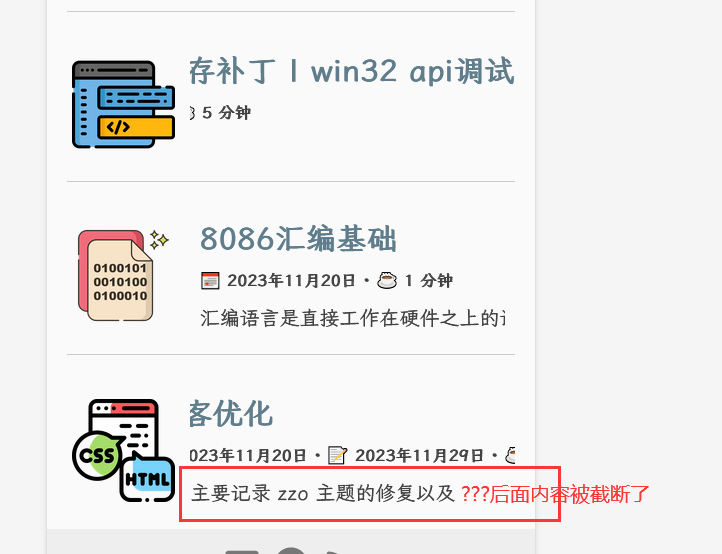 存补丁 | win32 api调试
5 分钟
0100101
0010100
0100010
8086汇编基础
2023年11月20日 · 1 分钟
汇编语言是直接工作在硬件之上的
CSS
HTML
客优化
023年11月20日 · 2023年11月29日 ·
主要记录 zzo 主题的修复以及 ???后面内容被截断了